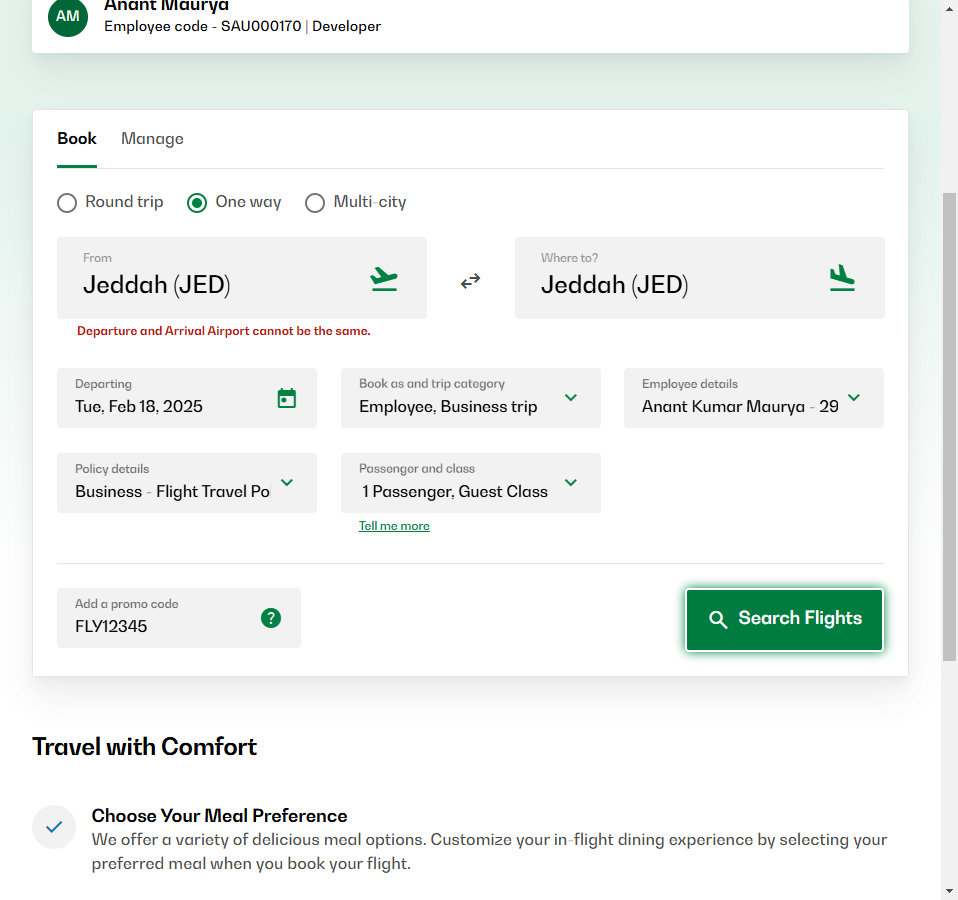 AM
Anant Maurya
Employee code - SAU000170 | Developer
Book Manage
Round trip One way Multi-city
From
Jeddah (JED)
Where to?
Jeddah (JED)
Departure and Arrival Airport cannot be the same.
Departing
Tue, Feb 18, 2025
Book as and trip category
Employee, Business trip
Employee details
Anant Kumar Maurya - 29
Policy details
Business - Flight Travel Po
Passenger and class
1 Passenger, Guest Class
Tell me more
Add a promo code
FLY12345
?
Search Flights
Travel with Comfort
Choose Your Meal Preference
We offer a variety of delicious meal options. Customize your in-flight dining experience by selecting your
preferred meal when you book your flight.